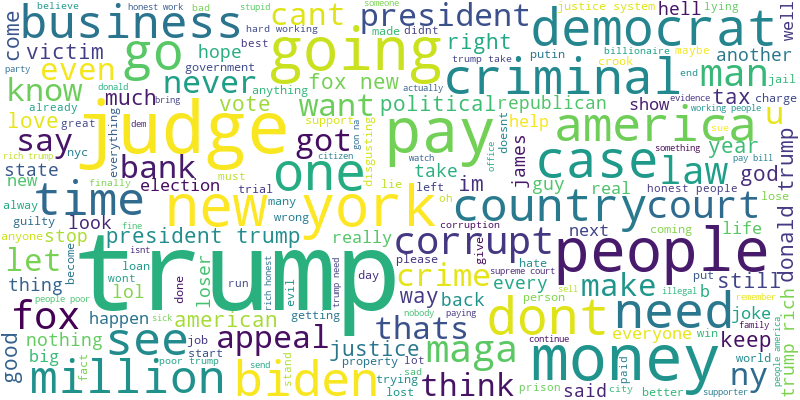 believe
honest work
bad
stupid
someone
justice system
hell
lying
business
go
going
cant
president
democrat
come
victim
hard working
made
didnt
best
hope
right
another
putin
billionaire
maybe
well
party
donald
government
trump take
actually
crook
end
jail
even
know
never
fox new
criminal
man
already
much
vote
anything
want
political
republican
show
tax
charge
evidence
working people
love
great
bring
dem
judge
pay
support
gon na
america
u
say
nyc
everything
disgusting
watch
office
doesnt
help
sue
something
pay bill
got
one
case
law
year
state
bank
take
james
god
rich trump
new
finally
citizen
must
im
guy
real
honest people
lose
time
election
trial
lie
left
alway
guilty
look
many
wrong
new york
oh
country
court
donald trump
anyone
stop
president trump
fine
really
corruption
corrupt
given
next
coming
life
people
let
become
isnt
trump
please
supreme court
hate
every
make
put
still
thing
wont
loan
done
loser
run
rich honest
evil
day
trump need
crime
way
back
person
sell
illegal
b
remember
fox
lol
people poor
sick
getting
nobody
paying
dont
need
everyone
win
joke
family
happen
american
thats
keep
trump rich
people america
good
nothing
see
job
appeal
justice
maga
ny
world
big
fact
start
poor trump
property lot
continue
money
million
send
biden
stand
trying
sad
lost
think
prison
said
city
paid
better
supporter